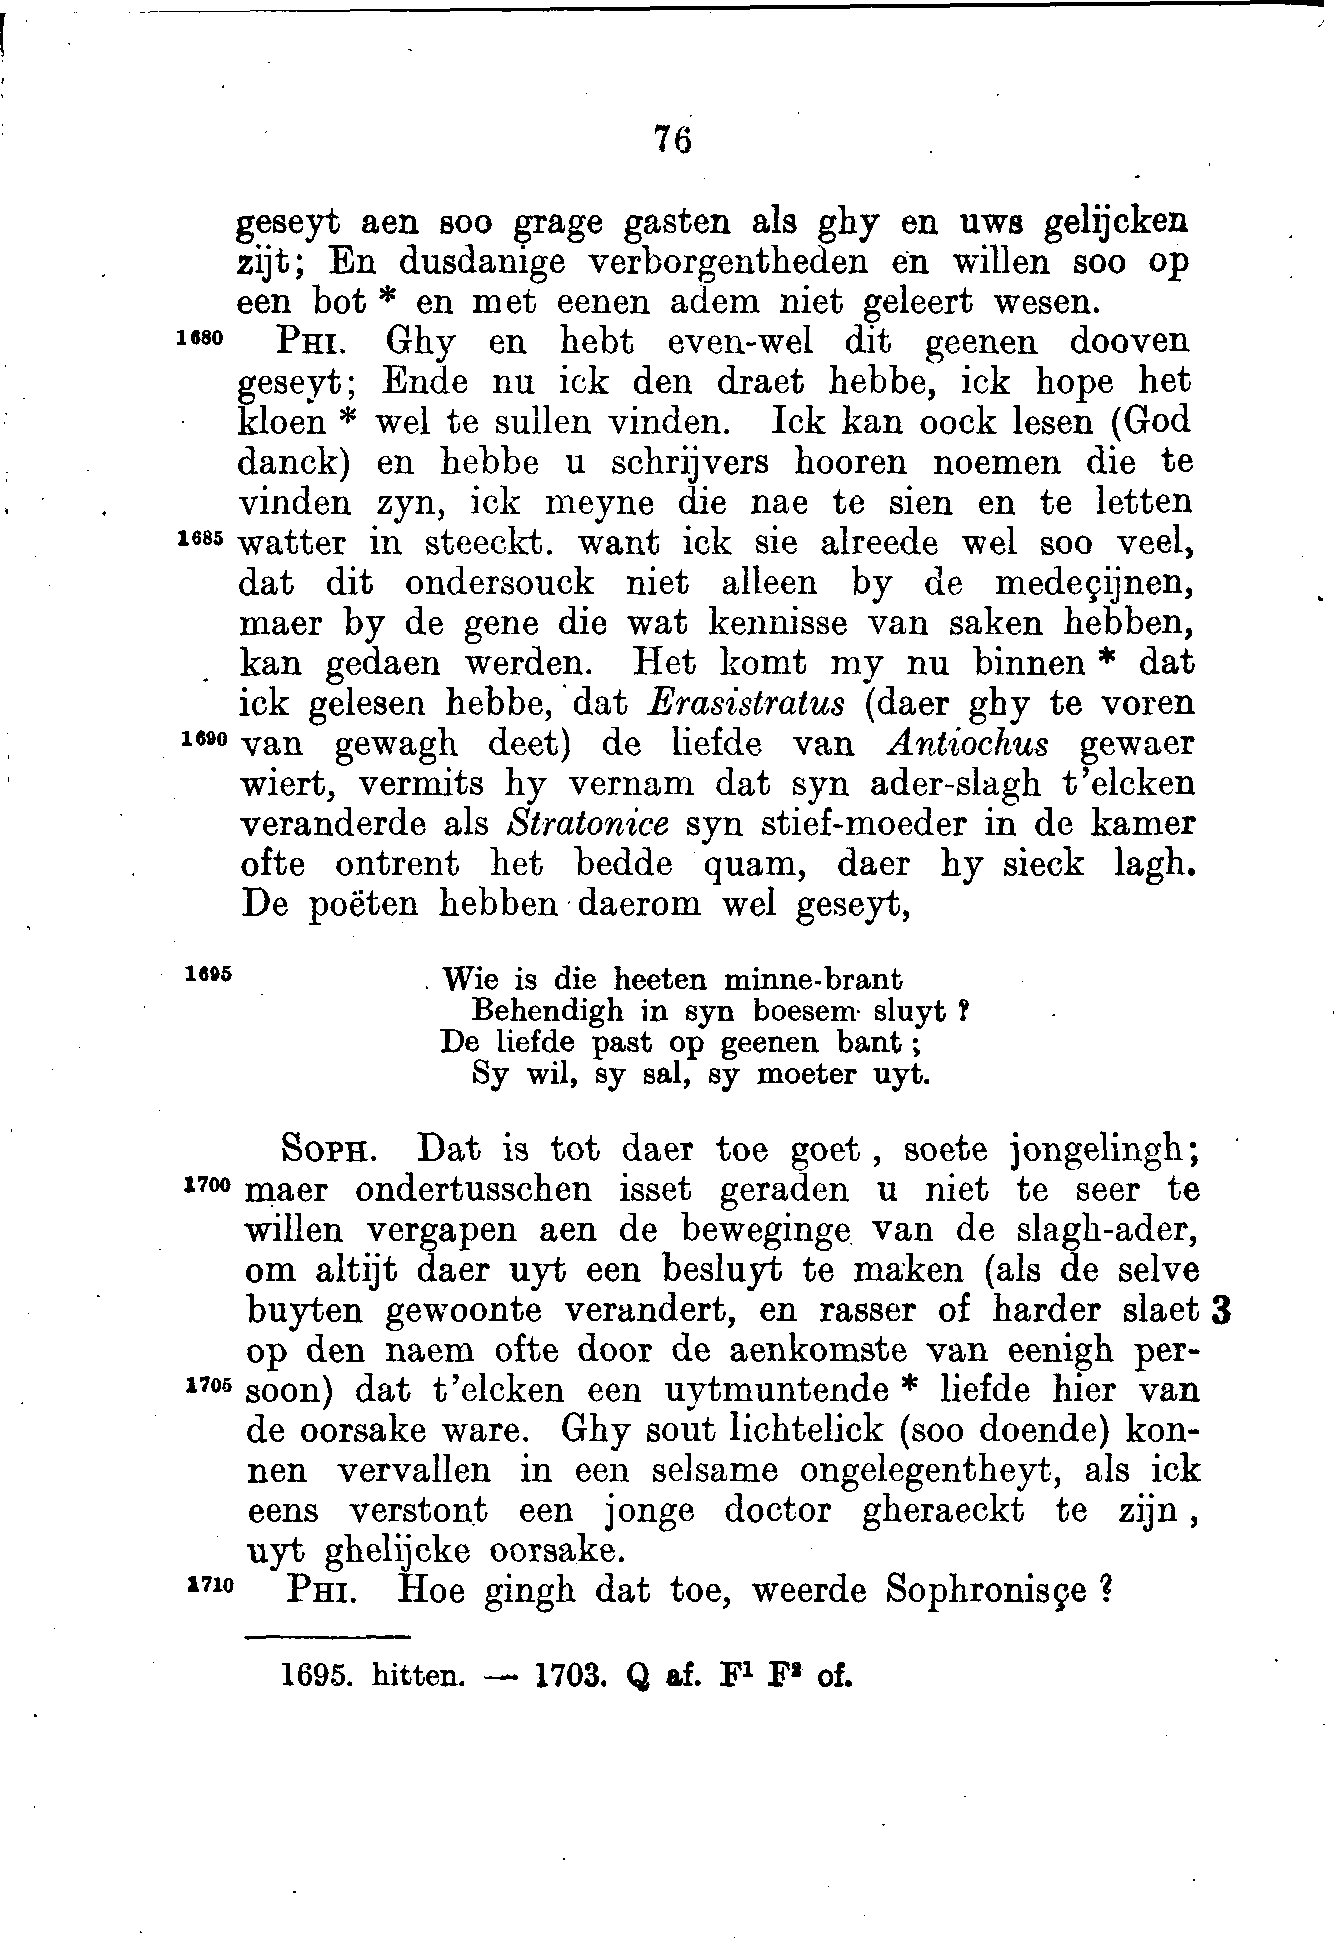 76
geseyt aen soo grage gasten als ghy en uws gelijcken
zijt; En dusdanige verborgentheden en willen soo op
een bot * en met eenen adem niet geleert wesen.
1680 PHI. Ghy en hebt even-wel dit geenen dooven
geseyt; Ende nu ick den draet hebbe, ick hope het
kloen * wel te sullen vinden. Ick kan oock lesen (God
danck) en hebbe u schrijvers hooren noemen die te
vinden zyn, ick meyne die nae te sien en te letten
1685 watter in steeckt. want ick sie alreede wel soo veel,
dat dit ondersouck niet alleen by de medeçijnen,
maer by de gene die wat kennisse van saken hebben,
kan gedaen werden. Het komt my nu binnen * dat
ick gelesen hebbe, dat Erasistratus (daer ghy te voren
1690 van gewagh deet) de liefde van Antiochus gewaer
wiert, vermits hy vernam dat syn ader-slagh t'elcken
veranderde als Stratonice syn stief-moeder in de kamer
ofte ontrent het bedde quam, daer hy sieck lagh.
De poëten hebben daerom wel geseyt,
1695 Wie is die heeten minne-brant
Behendigh in syn boesem sluyt ?
De liefde past op geenen bant ;
Sy wil, sy sal, sy moeter uyt.
SOPH. Dat is tot daer toe goet , soete jongelingh;
1700 maer ondertusschen isset geraden u niet te seer te
willen vergapen aen de beweginge van de slagh-ader,
om altijt daer uyt een besluyt te maken (als de selve
buyten gewoonte verandert, en rasser of harder slaet 3
op den naem ofte door de aenkomste van eenigh per-
1705 soon) dat t'elcken een uytmuntende * liefde hier van
de oorsake ware. Ghy sout lichtelick (soo doende) kon-
nen vervallen in een selsame ongelegentheyt, als ick
eens verstont een jonge doctor gheraeckt te zijn ,
uyt ghelijcke oorsake.
1710 PHI. Hoe gingh dat toe, weerde Sophronisçe ?
1695. hitten. — 1703. Q af. F¹ F² of.